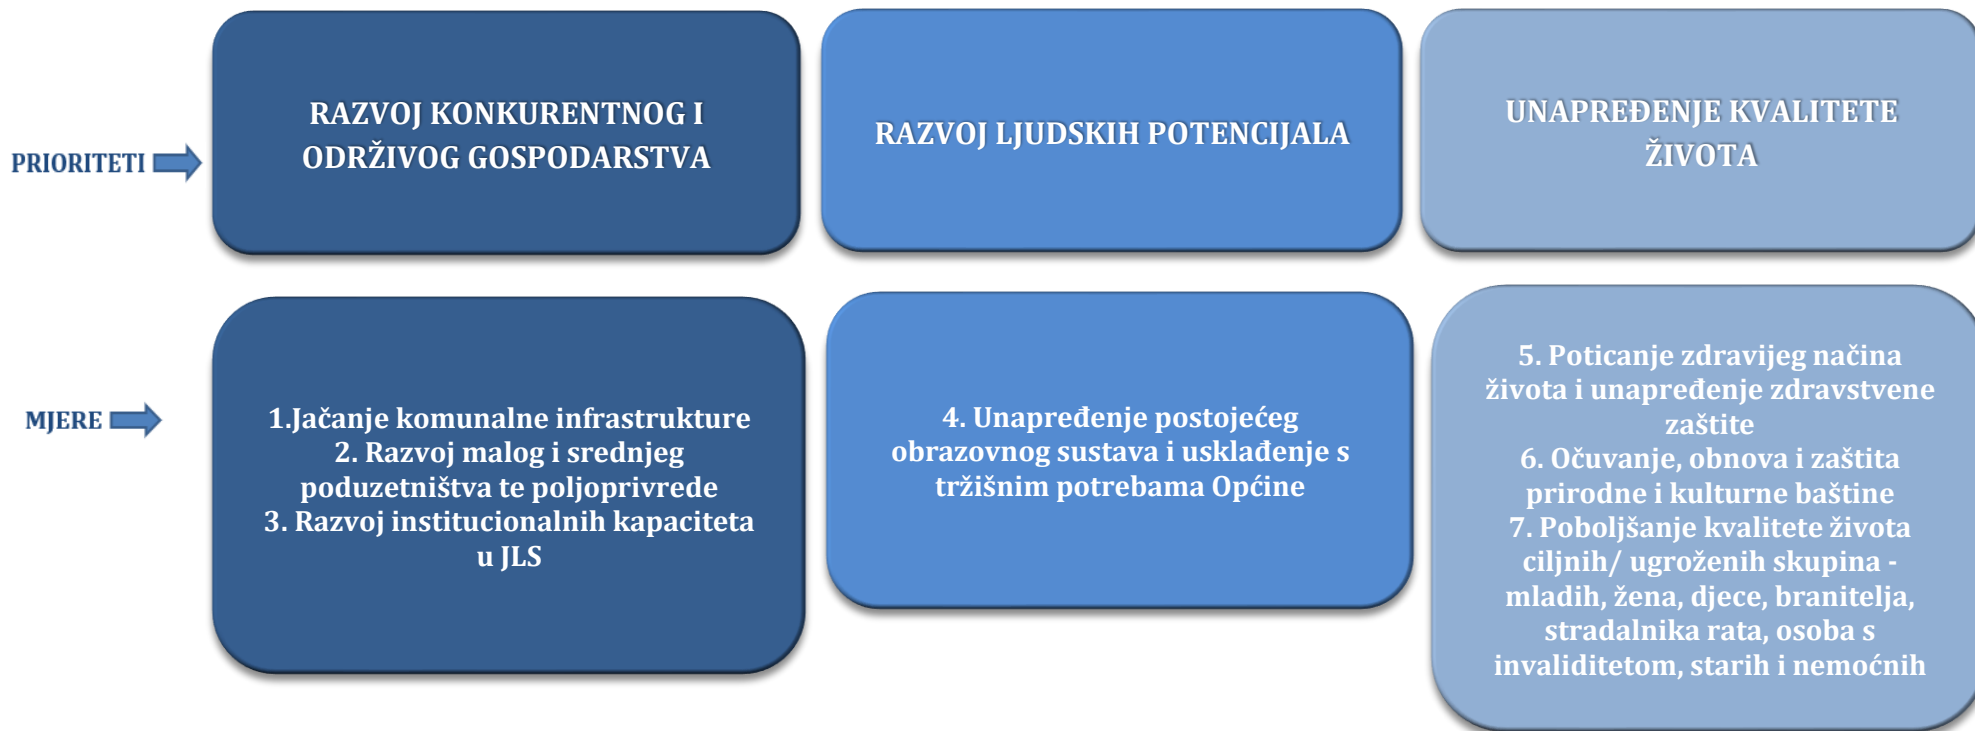 PRIORITETI
RAZVOJ KONKURENTNOG I
ODRŽIVOG GOSPODARSTVA
RAZVOJ LJUDSKIH POTENCIJALA
UNAPREĐENJE KVALITETE
ŽIVOTA
MJERE
1.Jačanje komunalne infrastrukture
2. Razvoj malog i srednjeg
poduzetništva te poljoprivrede
3. Razvoj institucionalnih kapaciteta
u JLS
4. Unapređenje postojećeg
obrazovnog sustava i usklađenje s
tržišnim potrebama Općine
5. Poticanje zdravijeg načina
života i unapređenje zdravstvene
zaštite
6. Očuvanje, obnova i zaštita
prirodne i kulturne baštine
7. Poboljšanje kvalitete života
ciljnih/ ugroženih skupina -
mladih, žena, djece, branitelja,
stradalnika rata, osoba s
invaliditetom, starih i nemoćnih